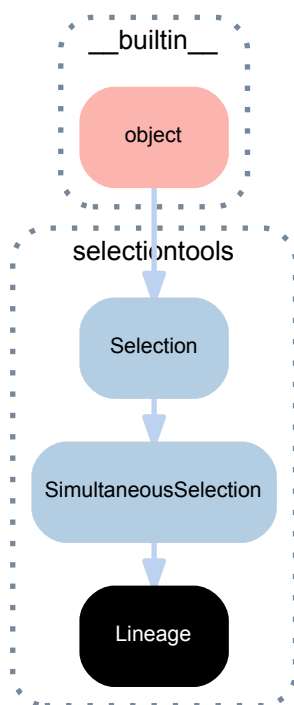 __builtin__
object
selectiontools
Selection
SimultaneousSelection
Lineage